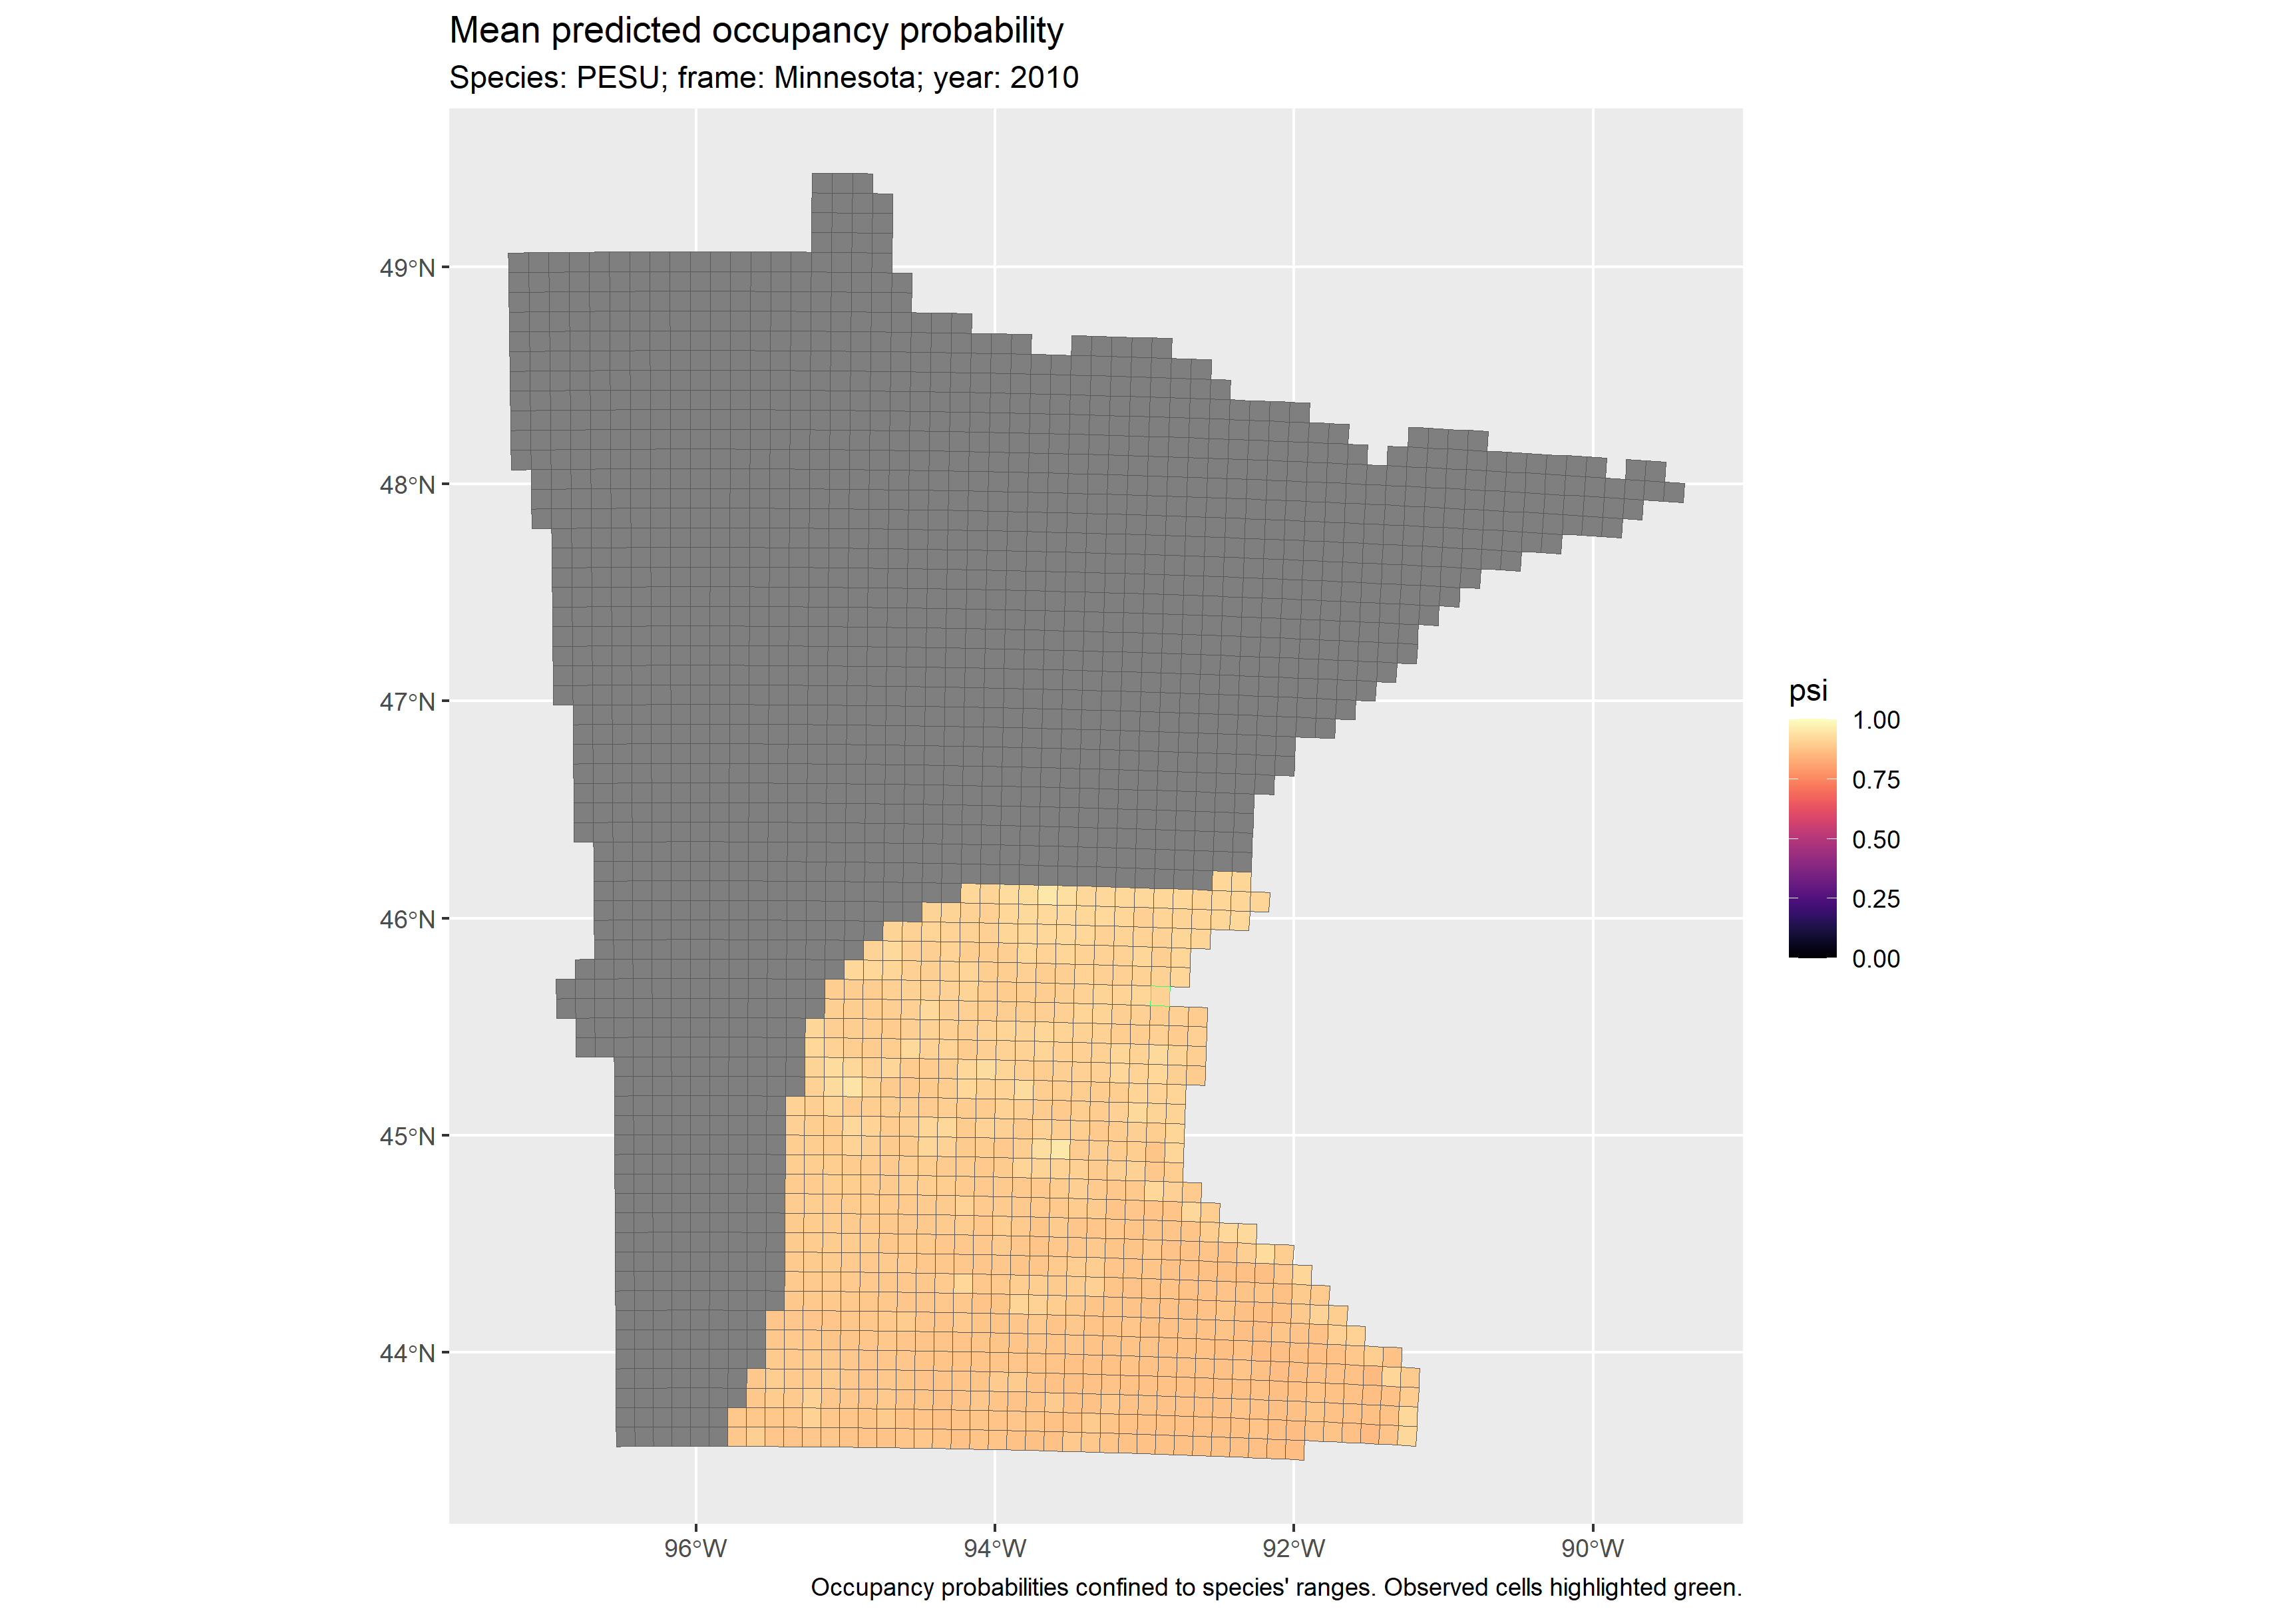 Mean predicted occupancy probability
Species: PESU; frame: Minnesota; year: 2010
49°N
48°N
47°N
46°N
45°N
44°N
96°W
94°W
92°W
90°W
psi
1.00
0.75
0.50
0.25
0.00
Occupancy probabilities confined to species' ranges. Observed cells highlighted green.